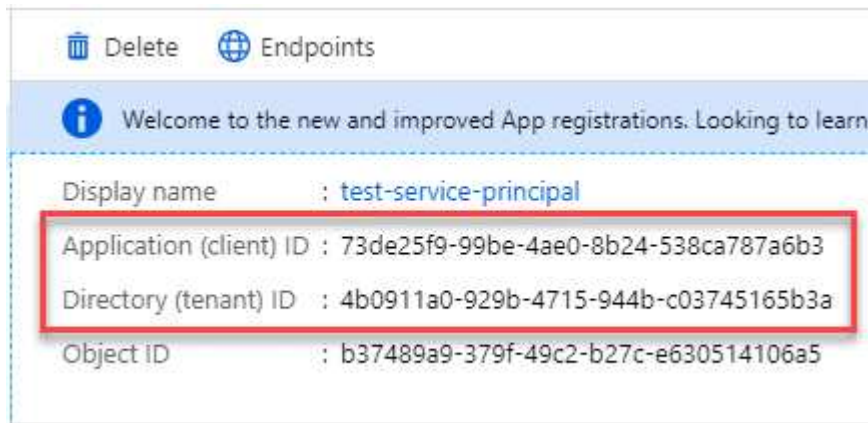 Delete Endpoints
Welcome to the new and improved App registrations. Looking to learn
Display name : test-service-principal
Application (client) ID : 73de25f9-99be-4ae0-8b24-538ca787a6b3
Directory (tenant) ID : 4b0911a0-929b-4715-944b-c03745165b3a
Object ID : b37489a9-379f-49c2-b27c-e630514106a5